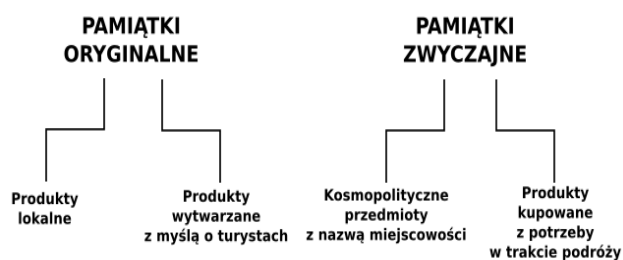 PAMIĄTKI
ORYGINALNE
PAMIĄTKI
ZWYCZAJNE
Produkty
lokalne
Produkty
wytwarzane
z myślą o turystach
Kosmopolityczne
przedmioty
z nazwą miejscowości
Produkty
kupowane
z potrzeby
w trakcie podróży